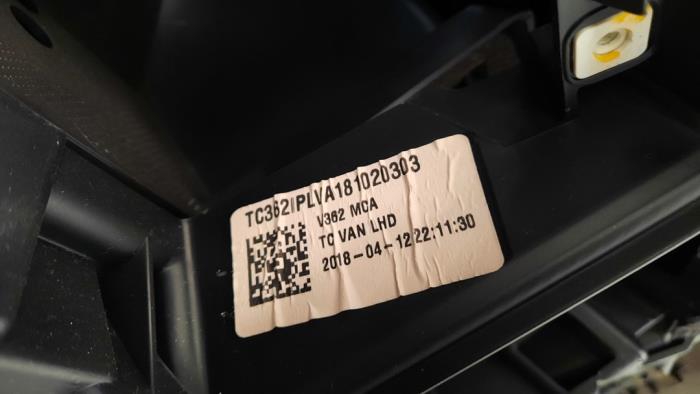 TC362IPLVA181020303
V362 MCA
TC VAN LHD
2018-04-12 22:11:30